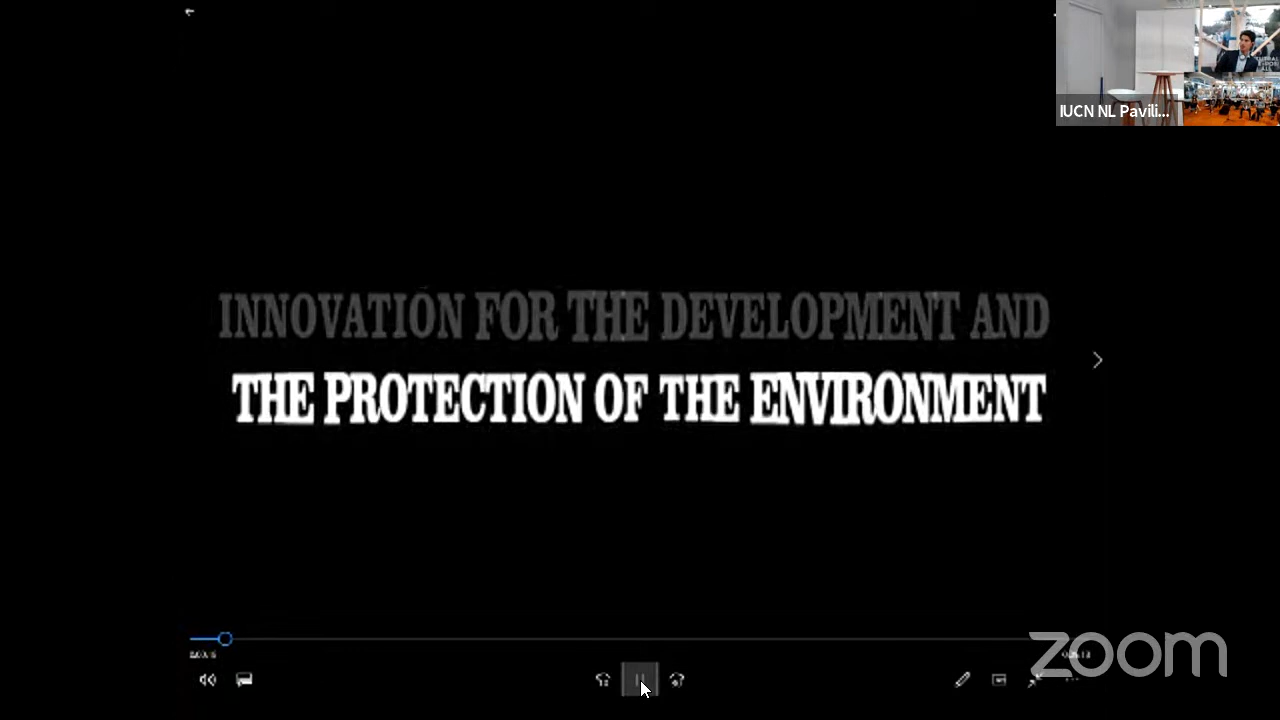 IUCN NL Pavili...
INNOVATION FOR THE DEVELOPMENT AND
THE PROTECTION OF THE ENVIRONMENT
zoom